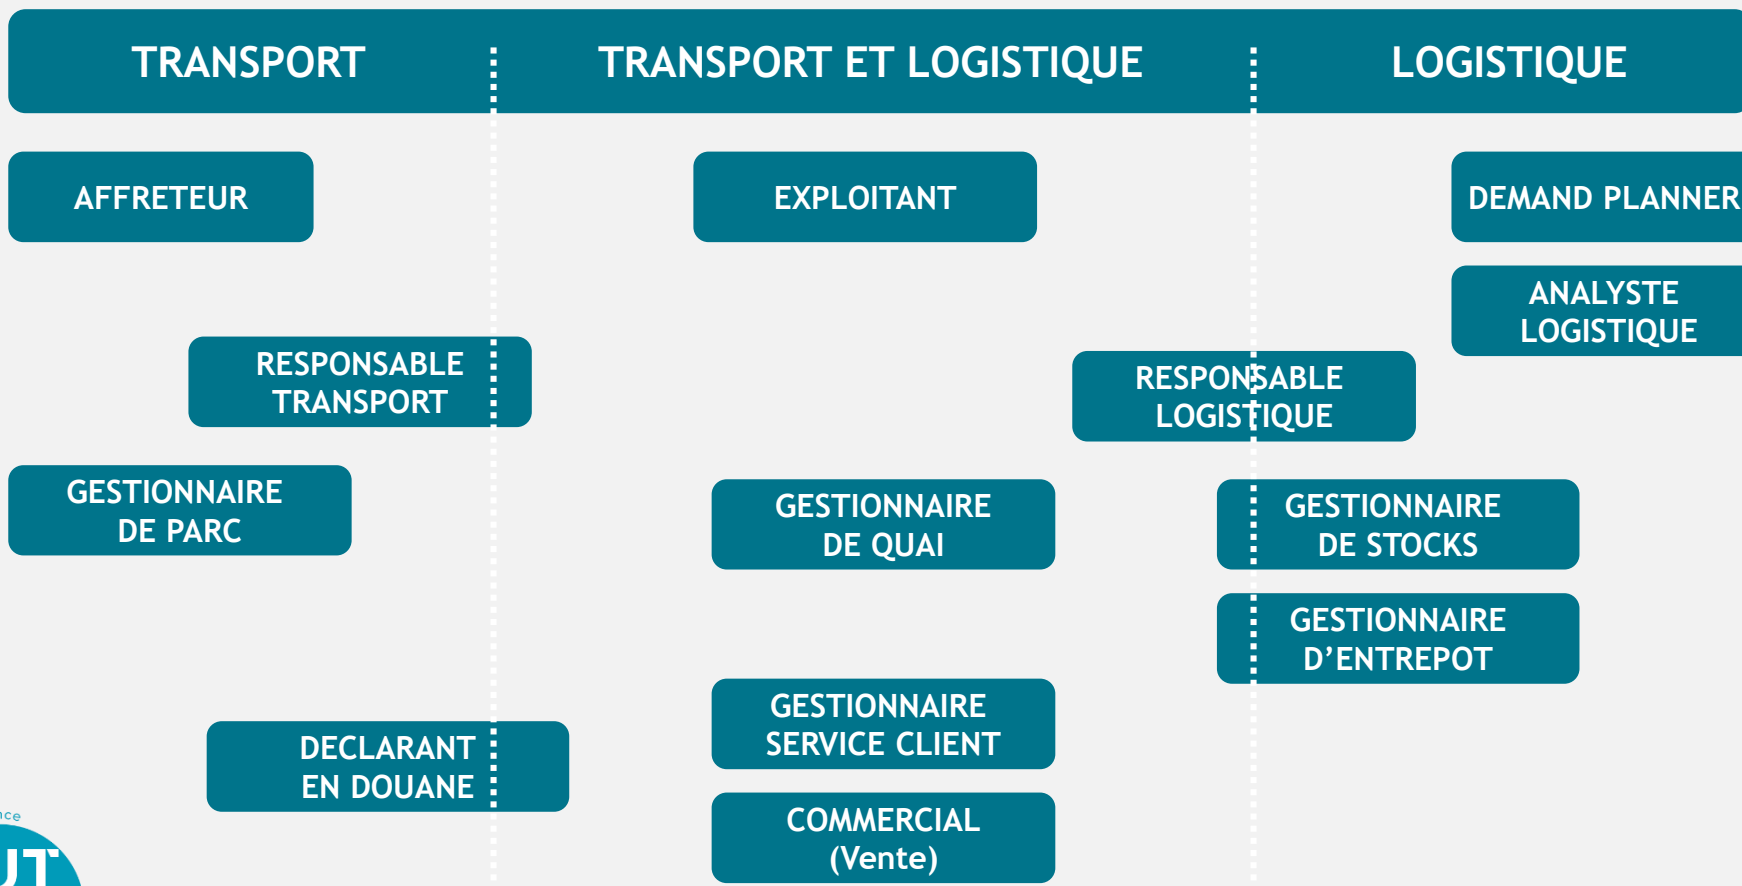 TRANSPORT
TRANSPORT ET LOGISTIQUE
LOGISTIQUE
AFFRETEUR
EXPLOITANT
DEMAND PLANNER
ANALYSTE
LOGISTIQUE
RESPONSABLE
TRANSPORT
RESPONSABLE
LOGISTIQUE
GESTIONNAIRE
DE PARC
GESTIONNAIRE
DE QUAI
GESTIONNAIRE
DE STOCKS
GESTIONNAIRE
D’ENTREPOT
GESTIONNAIRE
SERVICE CLIENT
DECLARANT
EN DOUANE
COMMERCIAL
(Vente)